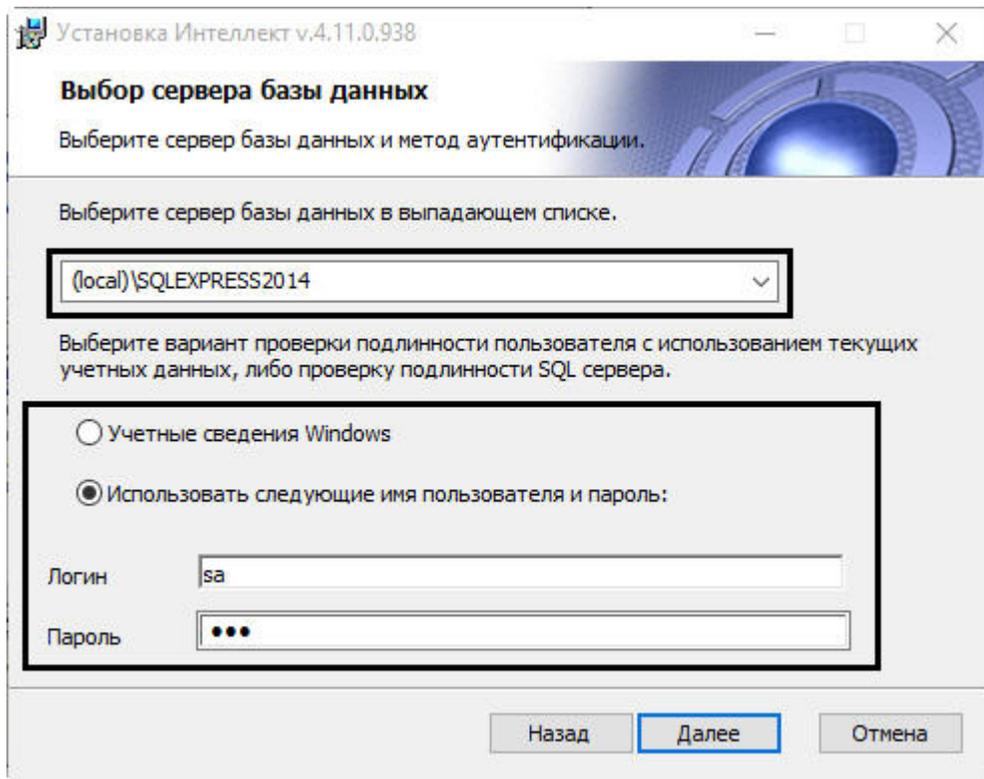 Установка Интеллект v.4.11.0.938
Выбор сервера базы данных
Выберите сервер базы данных и метод аутентификации.
Выберите сервер базы данных в выпадающем списке.
(local)\SQLEXPRESS2014
Выберите вариант проверки подлинности пользователя с использованием текущих
учетных данных, либо проверку подлинности SQL сервера.
Учетные сведения Windows
Использовать следующие имя пользователя и пароль:
Логин sa
Пароль •••
Назад Далее Отмена